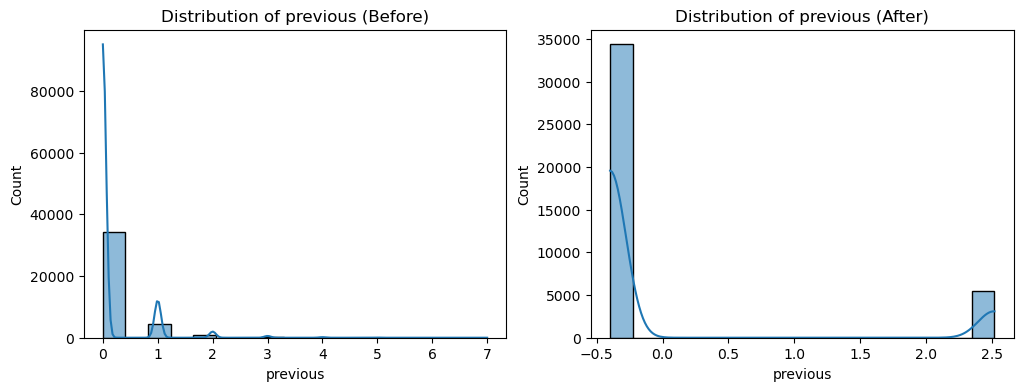 Distribution of previous (Before)
Count
80000
60000
40000
20000
0
0 1 2 3 4 5 6 7
previous
Distribution of previous (After)
Count
35000
30000
25000
20000
15000
10000
5000
0
−0.5 0.0 0.5 1.0 1.5 2.0 2.5
previous